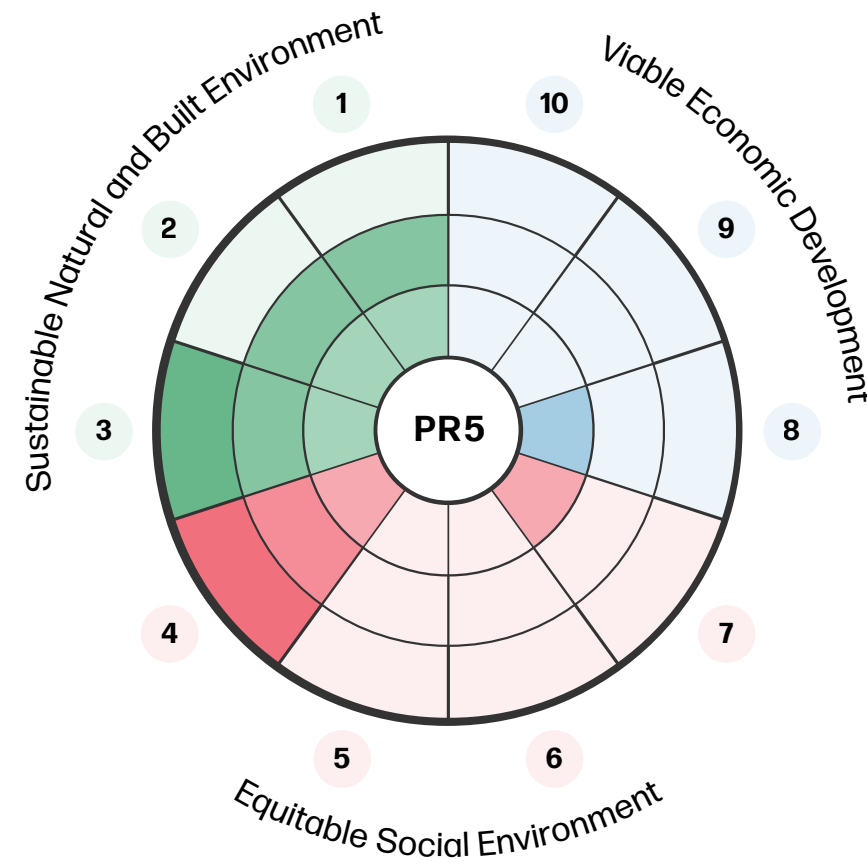 Sustainable Natural and Built Environment
Viable Economic Development
1
10
2
9
3
PR5
8
4
7
5
6
Equitable Social Environment